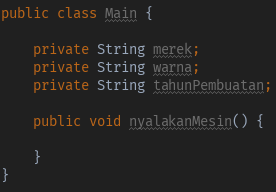 public class Main {
private String merek;
private String warna;
private String tahunPembuatan;
public void nyalakanMesin() {
}
}